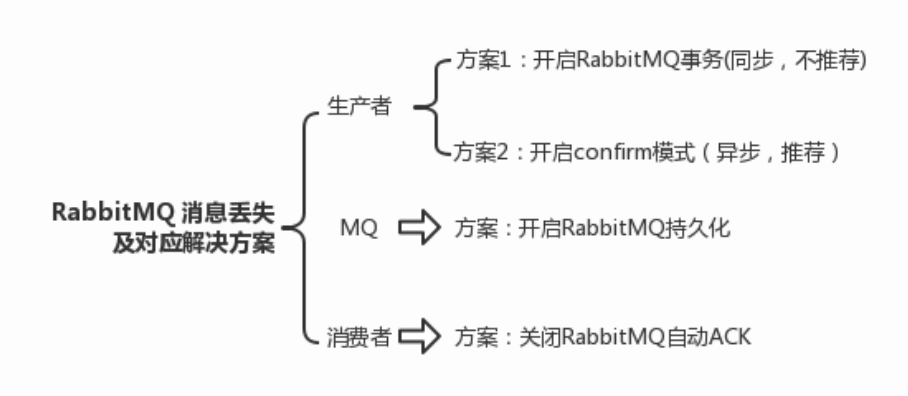 RabbitMQ 消息丢失
及对应解决方案
生产者
方案1：开启RabbitMQ事务(同步，不推荐)
方案2：开启confirm模式（异步，推荐）
MQ
方案：开启RabbitMQ持久化
消费者
方案：关闭RabbitMQ自动ACK